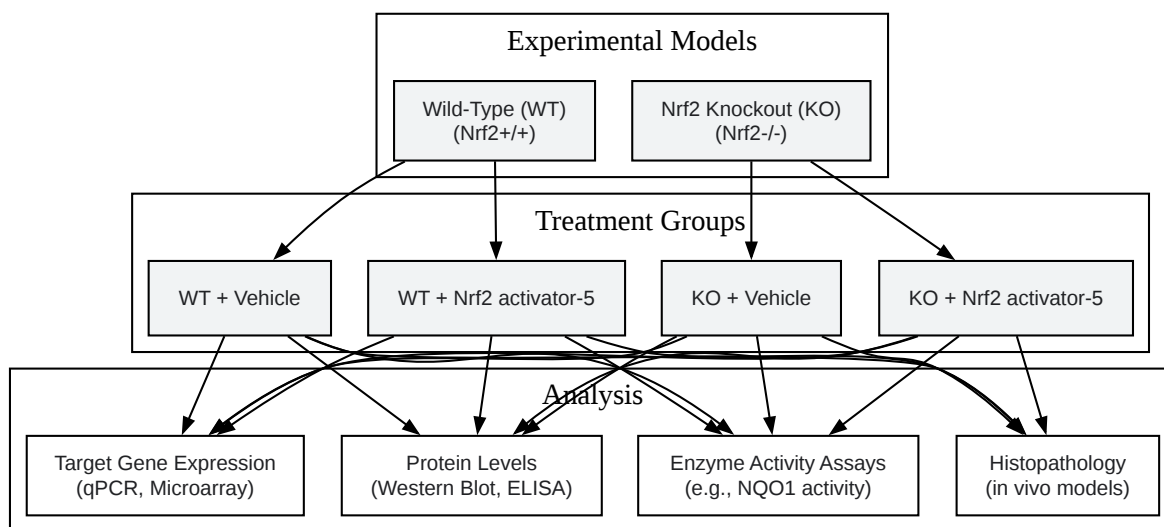 Experimental Models
Wild-Type (WT)
(Nrf2+/+)
Nrf2 Knockout (KO)
(Nrf2-/-)
Treatment Groups
WT + Vehicle
WT + Nrf2 activator-5
KO + Vehicle
KO + Nrf2 activator-5
Analysis
Target Gene Expression
(qPCR, Microarray)
Protein Levels
(Western Blot, ELISA)
Enzyme Activity Assays
(e.g., NQO1 activity)
Histopathology
(in vivo models)